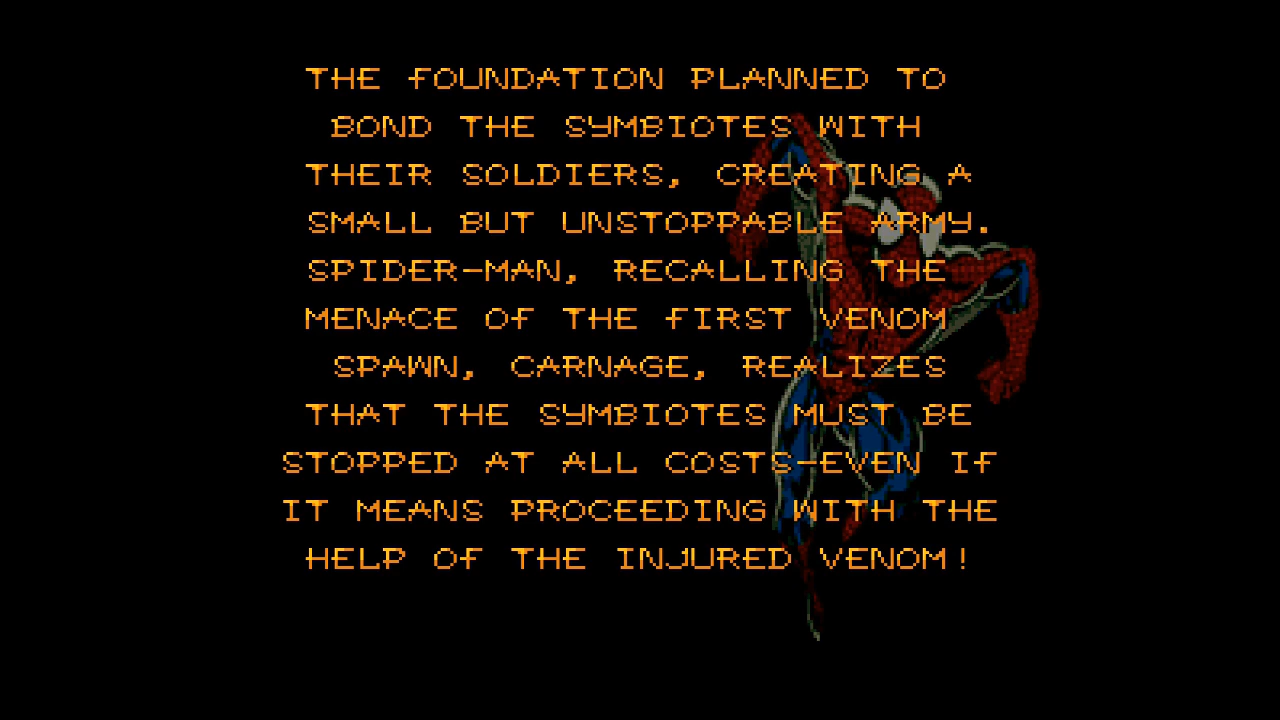 THE FOUNDATION PLANNED TO
BOND THE SYMBIOTES WITH
THEIR SOLDIERS, CREATING A
SMALL BUT UNSTOPPABLE ARMY.
SPIDER-MAN, RECALLING THE
MENACE OF THE FIRST VENOM
SPAWN, CARNAGE, REALIZES
THAT THE SYMBIOTES MUST BE
STOPPED AT ALL COSTS-EVEN IF
IT MEANS PROCEEDING WITH THE
HELP OF THE INJURED VENOM!